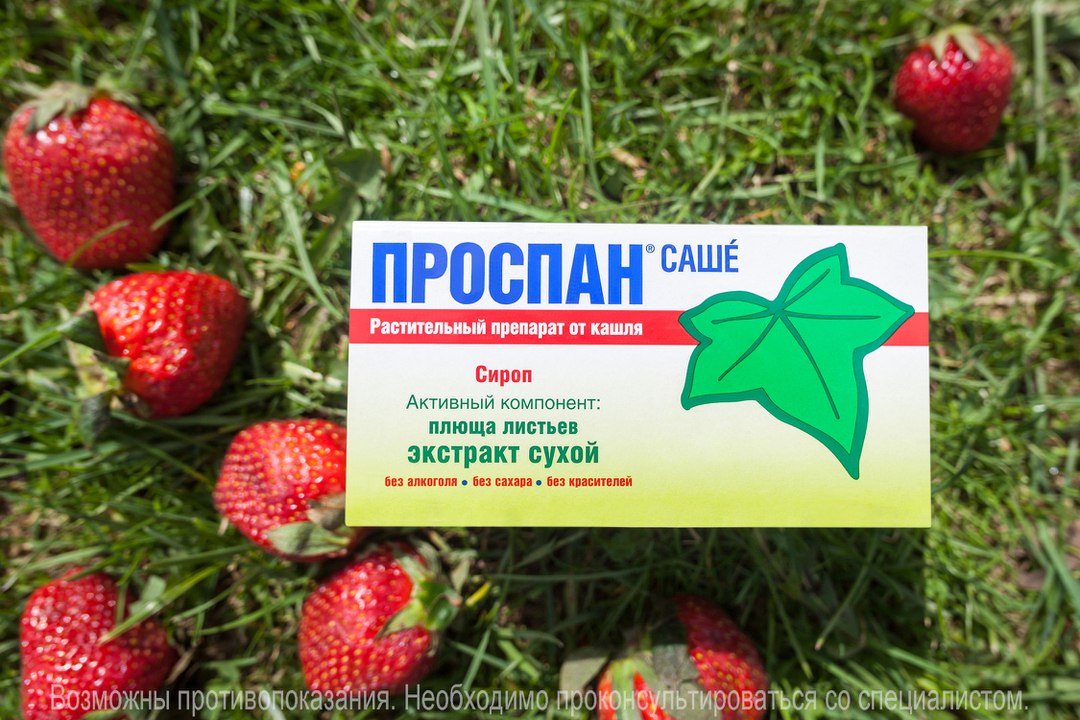 ПРОСПАН® САШЕ́
Растительный препарат от кашля
Сироп
Активный компонент:
плюща листьев
экстракт сухой
без алкоголя • без сахара • без красителей
Возможны противопоказания. Необходимо проконсультироваться со специалистом.